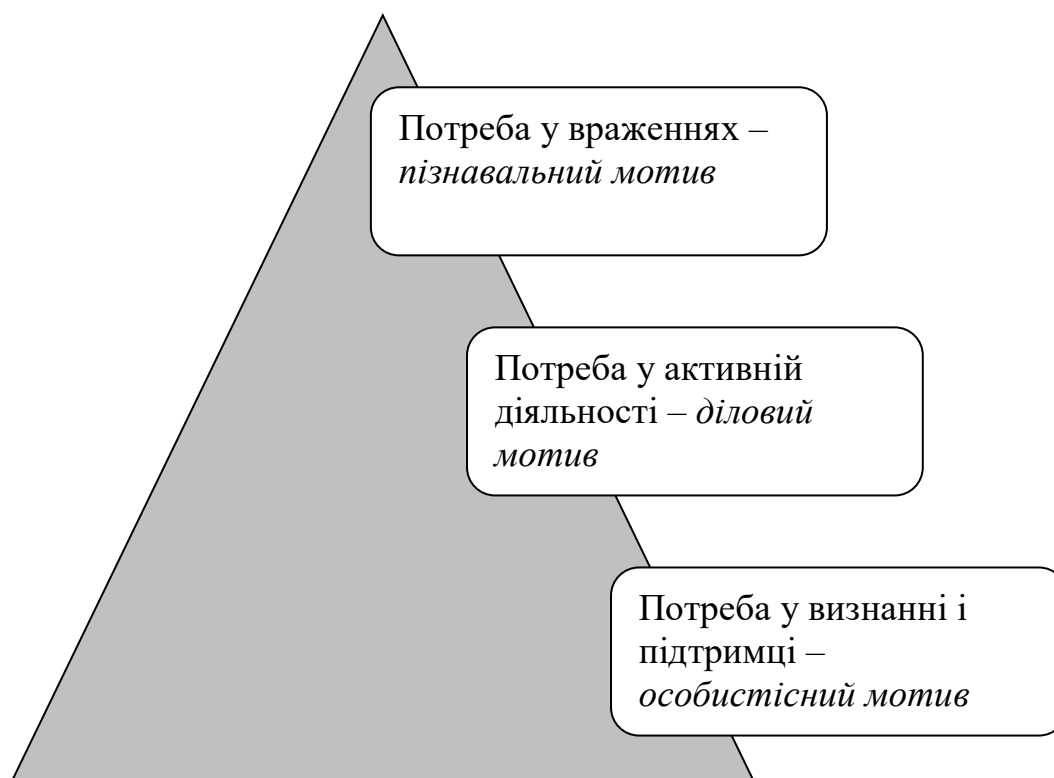 Потреба у враженнях –
пізнавальний мотив
Потреба у активній
діяльності – діловий
мотив
Потреба у визнанні і
підтримці –
особистісний мотив